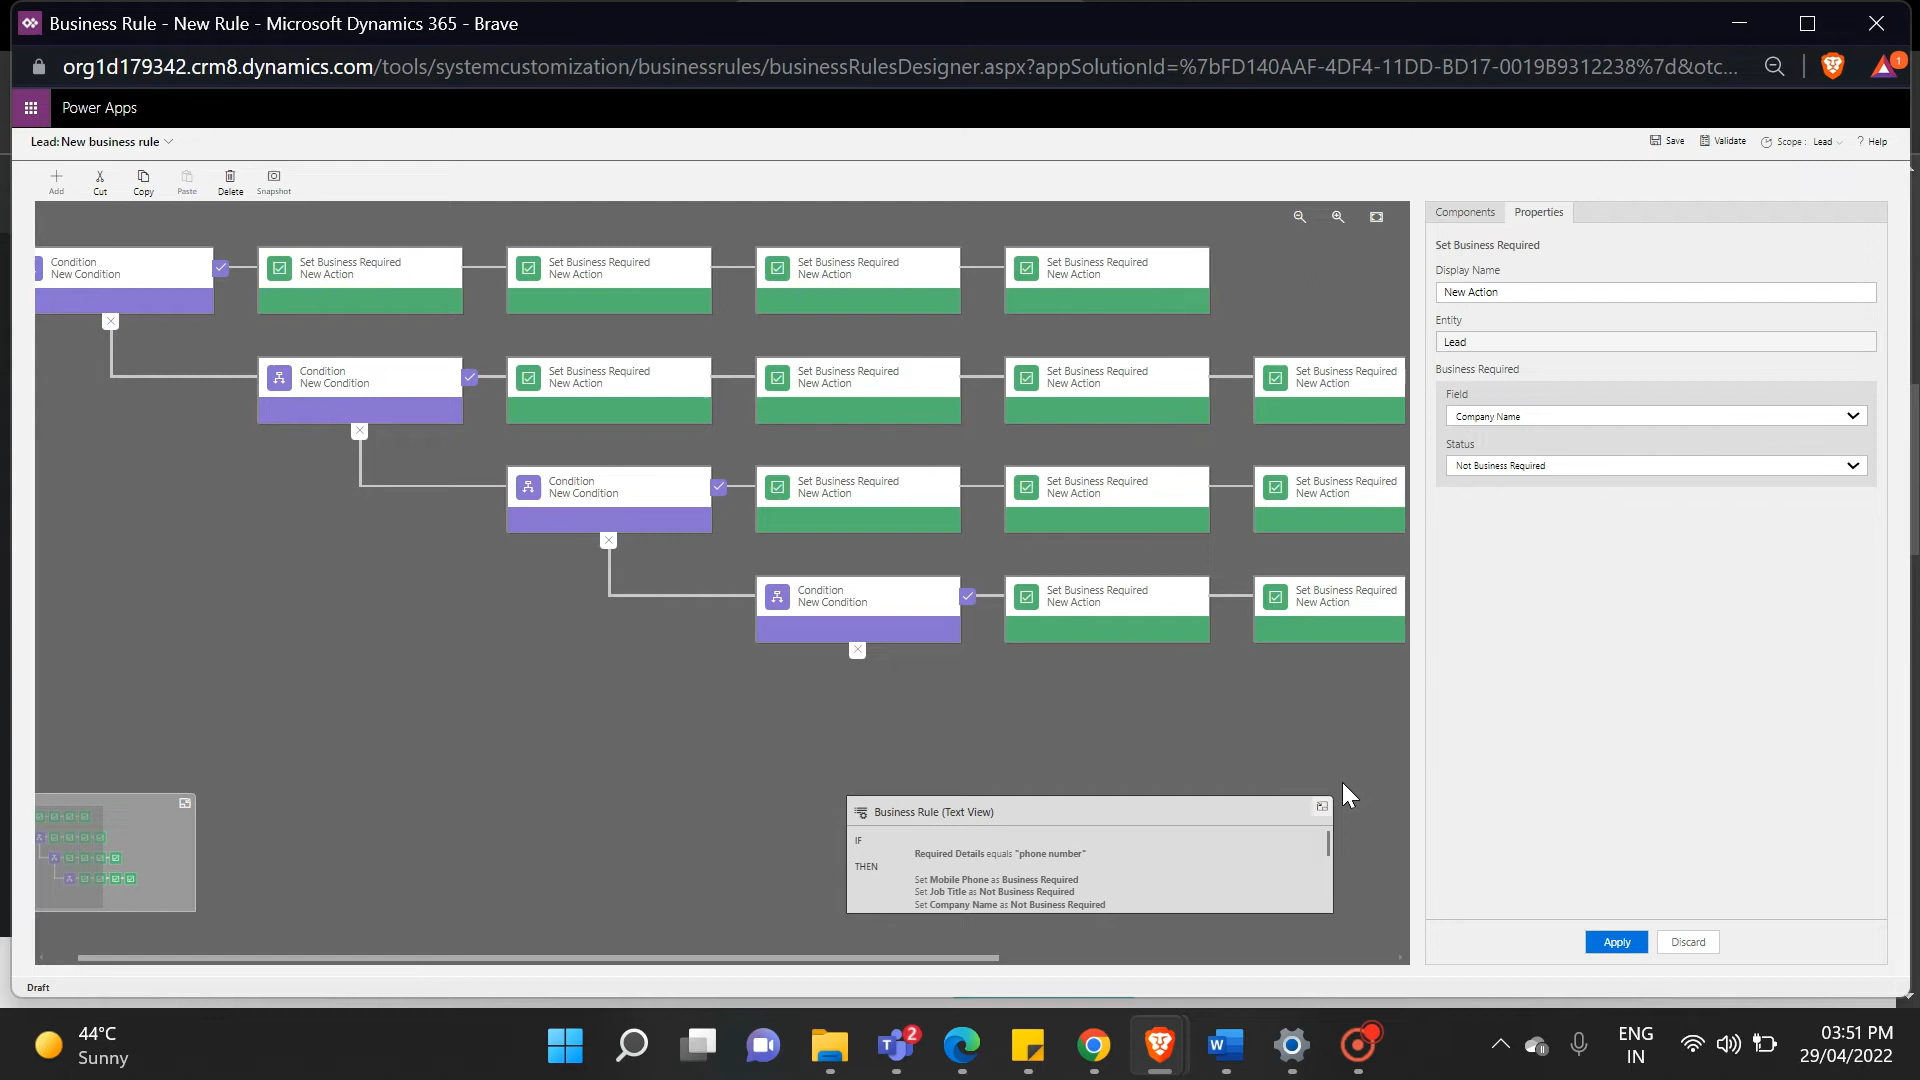 Business Rule - New Rule - Microsoft Dynamics 365 - Brave
org1d179342.crm8.dynamics.com/tools/systemcustomization/businessrules/businessRulesDesigner.aspx?appSolutionId=%7bFD140AAF-4DF4-11DD-BD17-0019B9312238%7d&otc...
1
Power Apps
Lead: New business rule
Save Validate Scope : Lead ? Help
Add Cut Copy Paste Delete Snapshot
Components Properties
Condition
New Condition
Set Business Required
New Action
Set Business Required
New Action
Set Business Required
New Action
Set Business Required
New Action
Condition
New Condition
Set Business Required
New Action
Set Business Required
New Action
Set Business Required
New Action
Set Business Required
New Action
Condition
New Condition
Set Business Required
New Action
Set Business Required
New Action
Set Business Required
New Action
Condition
New Condition
Set Business Required
New Action
Set Business Required
New Action
Set Business Required
Display Name
New Action
Entity
Lead
Business Required
Field
Company Name
Status
Not Business Required
Business Rule (Text View)
IF
Required Details equals "phone number"
THEN
Set Mobile Phone as Business Required
Set Job Title as Not Business Required
Set Company Name as Not Business Required
Apply Discard
Draft
44°C
Sunny
2
ENG
IN
03:51 PM
29/04/2022